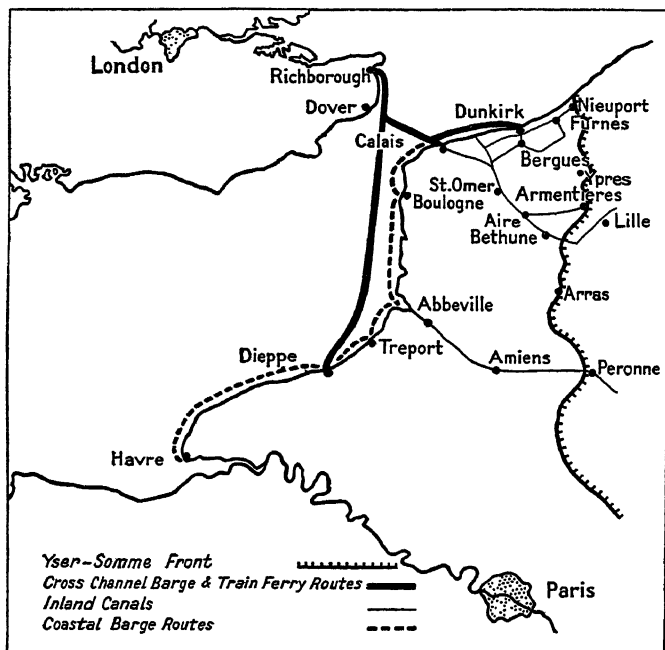 London
Richborough
Dover
Dunkirk
Nieuport
Furnes
Calais
Bergues
Ypres
St.Omer
Armentieres
Boulogne
Aire
Lille
Bethune
Arras
Abbeville
Dieppe
Treport
Amiens
Peronne
Havre
Paris
Yser-Somme Front
Cross Channel Barge & Train Ferry Routes
Inland Canals
Coastal Barge Routes